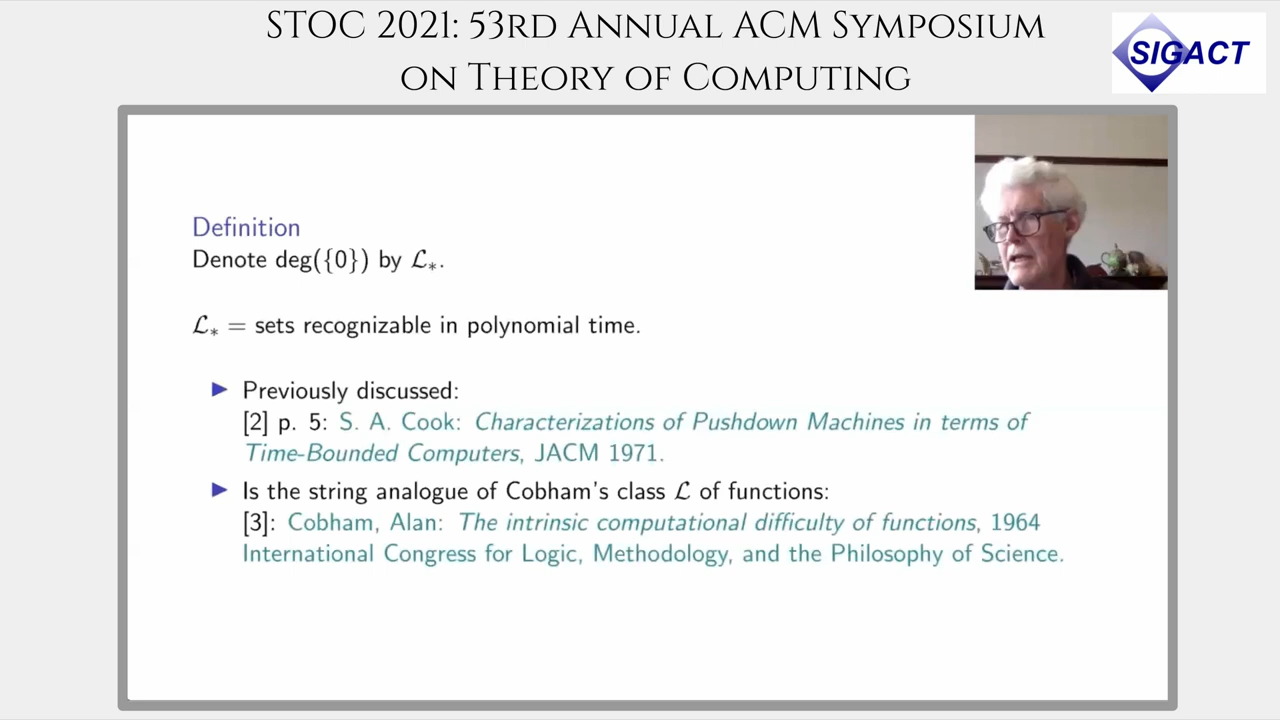 STOC 2021: 53rd Annual ACM Symposium
on Theory of Computing
SIGACT
Definition
Denote deg({0}) by ℒ∗.
ℒ∗ = sets recognizable in polynomial time.
▶ Previously discussed:
[2] p. 5: S. A. Cook: Characterizations of Pushdown Machines in terms of
Time-Bounded Computers, JACM 1971.
▶ Is the string analogue of Cobham's class ℒ of functions:
[3]: Cobham, Alan: The intrinsic computational difficulty of functions, 1964
International Congress for Logic, Methodology, and the Philosophy of Science.